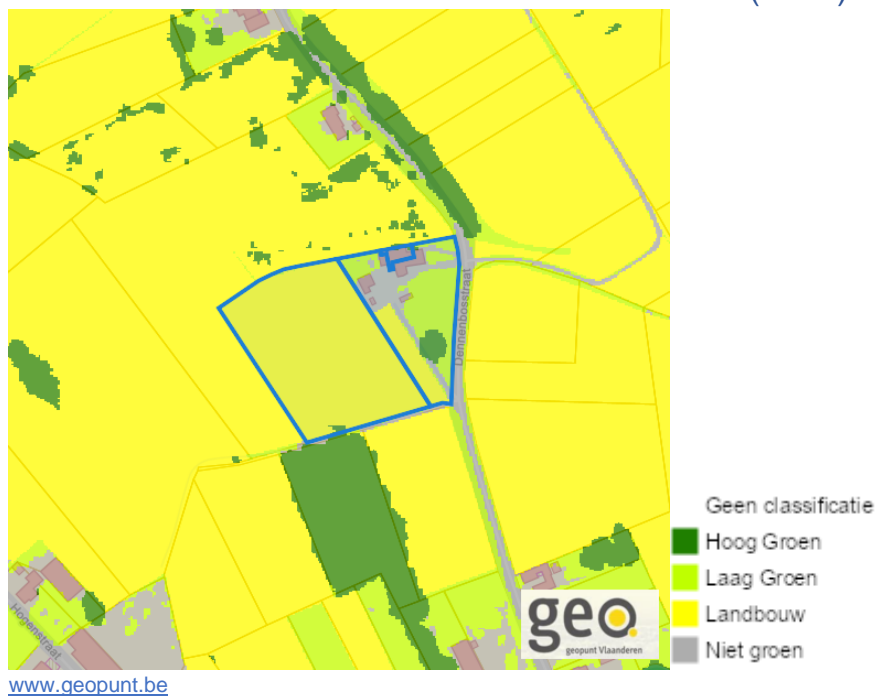 Dennenbosstraat
Hogenstraat
geo
geopunt Vlaanderen
Geen classificatie
Hoog Groen
Laag Groen
Landbouw
Niet groen
www.geopunt.be